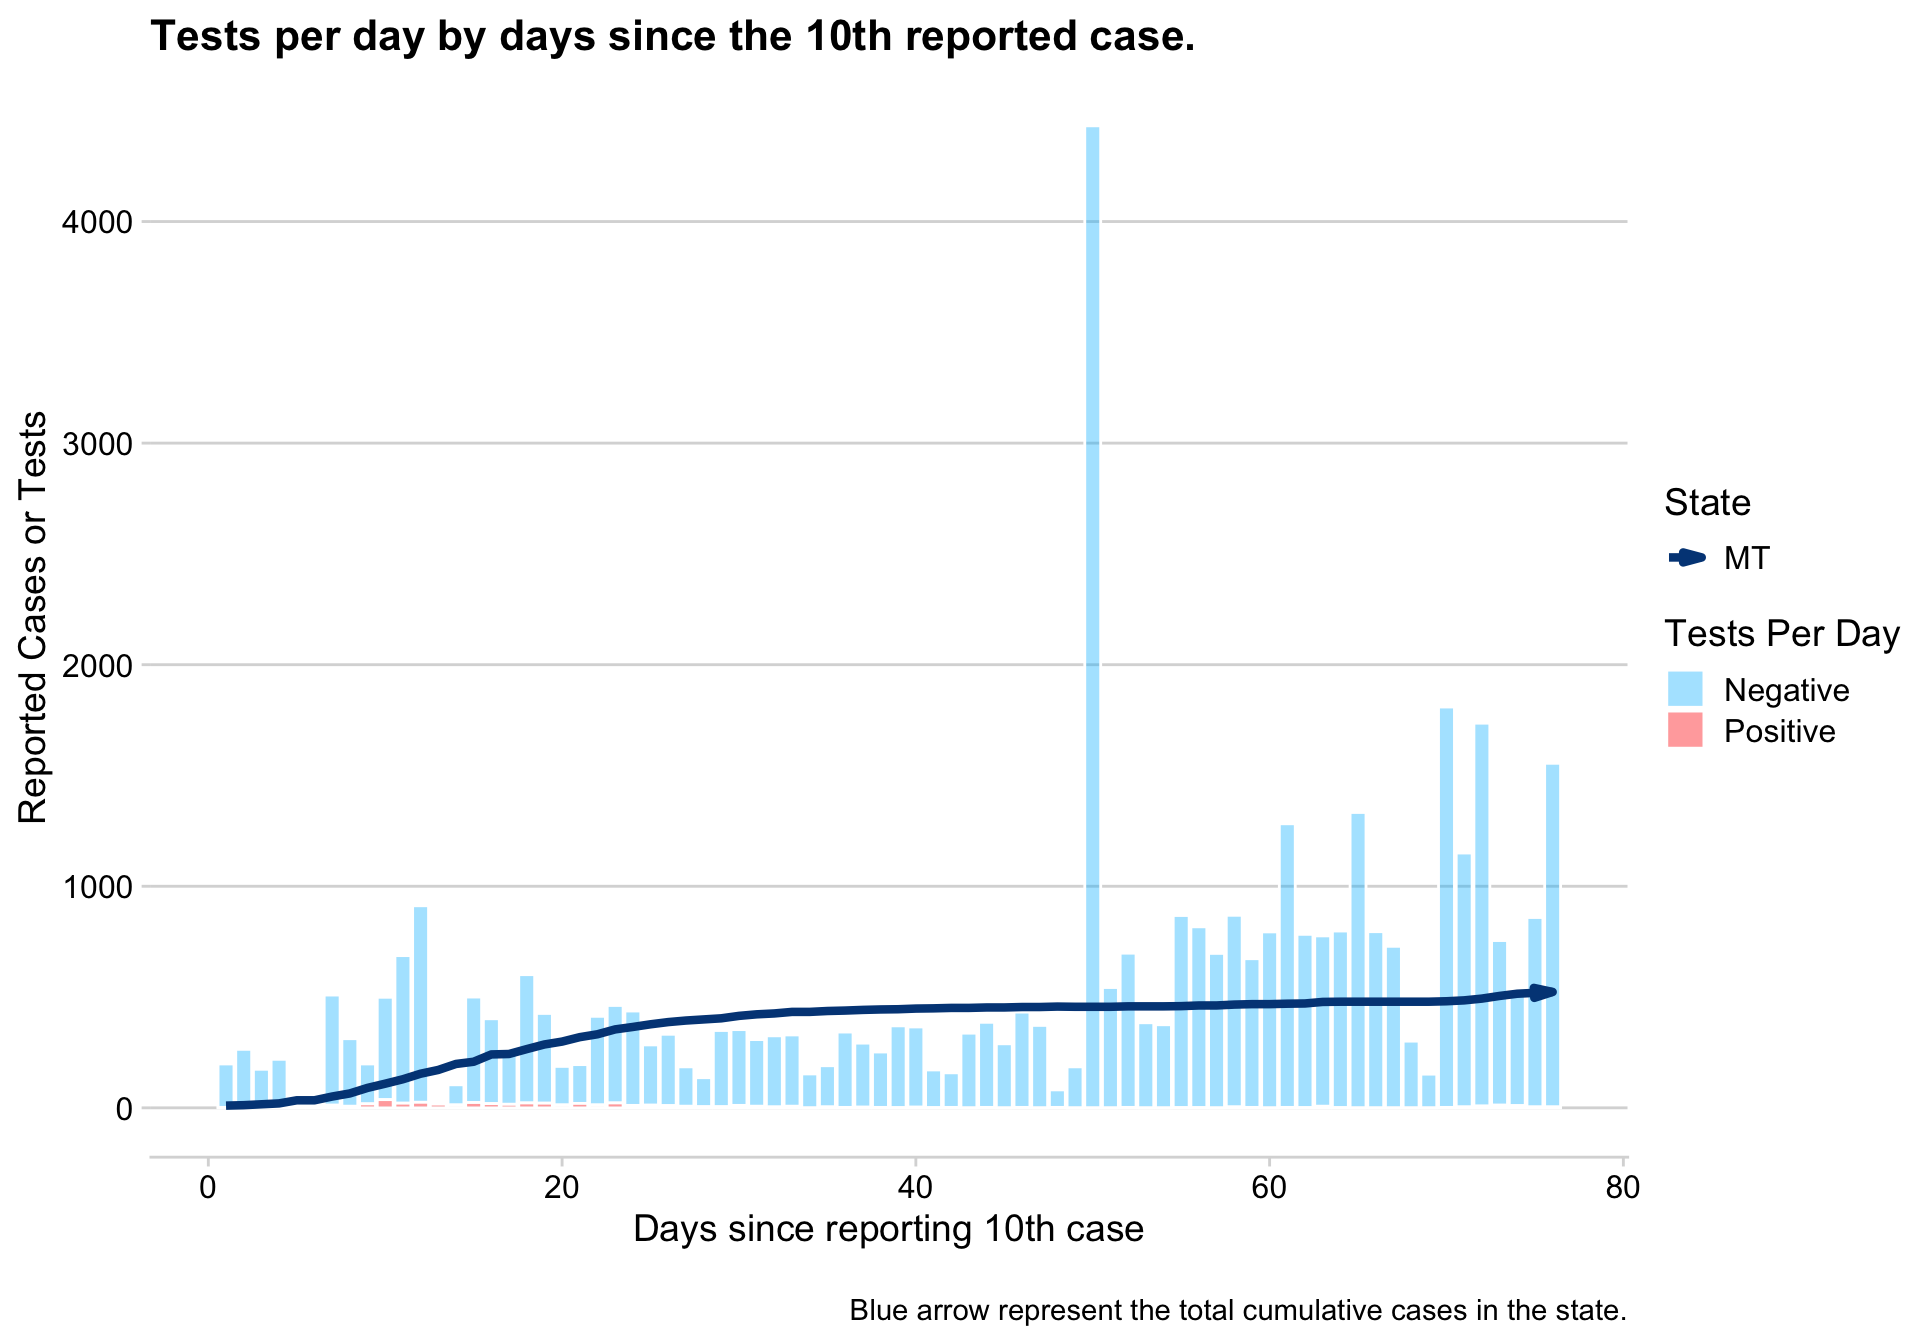 Tests per day by days since the 10th reported case.
Reported Cases or Tests
4000
3000
2000
1000
0
0 20 40 60 80
Days since reporting 10th case
State
MT
Tests Per Day
Negative
Positive
Blue arrow represent the total cumulative cases in the state.